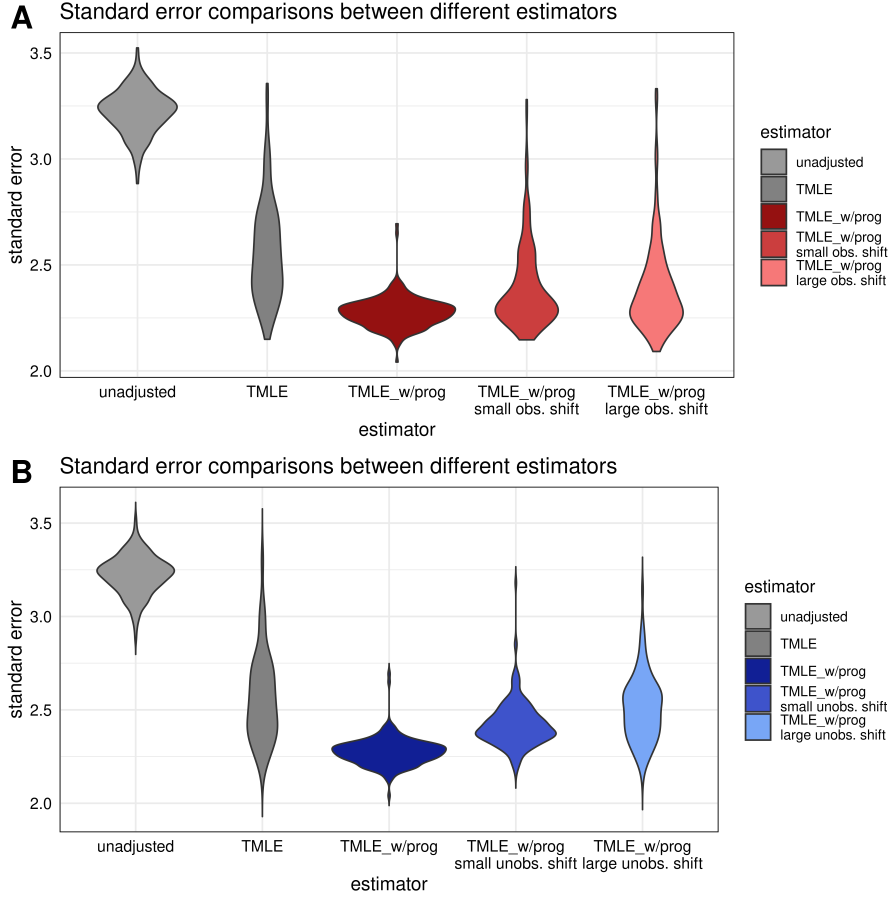 A
Standard error comparisons between different estimators
standard error
3.5
3.0
2.5
2.0
unadjusted
TMLE
TMLE_w/prog
TMLE_w/prog
small obs. shift
TMLE_w/prog
large obs. shift
estimator
estimator
unadjusted
TMLE
TMLE_w/prog
TMLE_w/prog
small obs. shift
TMLE_w/prog
large obs. shift
B
Standard error comparisons between different estimators
standard error
3.5
3.0
2.5
2.0
unadjusted
TMLE
TMLE_w/prog
TMLE_w/prog
small unobs. shift
TMLE_w/prog
large unobs. shift
estimator
estimator
unadjusted
TMLE
TMLE_w/prog
TMLE_w/prog
small unobs. shift
TMLE_w/prog
large unobs. shift